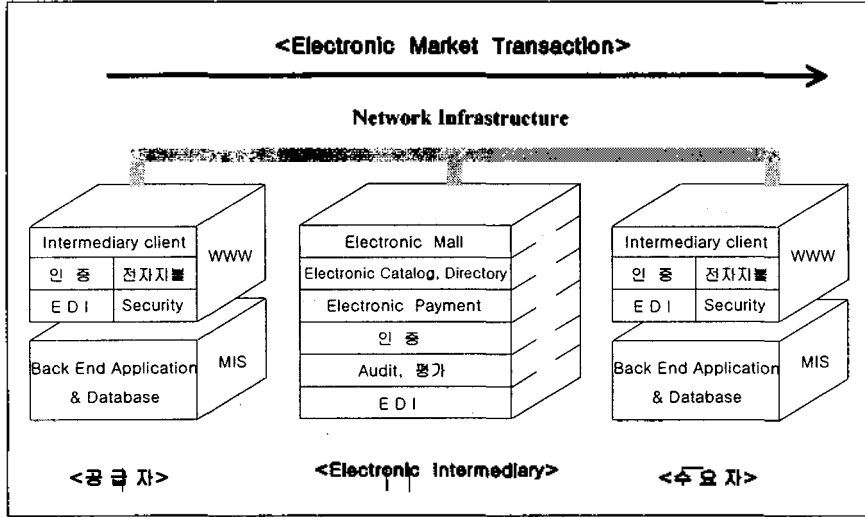 <Electronic Market Transaction>
Network Infrastructure
Intermediary client
인 증 전자지불
E D I Security
WWW
Back End Application
& Database
MIS
<공 급 자>
Electronic Mall
Electronic Catalog, Directory
Electronic Payment
인 증
Audit, 평가
E D I
<Electronic Intermediary>
Intermediary client
인 증 전자지불
E D I Security
WWW
Back End Application
& Database
MIS
<수 요 자>